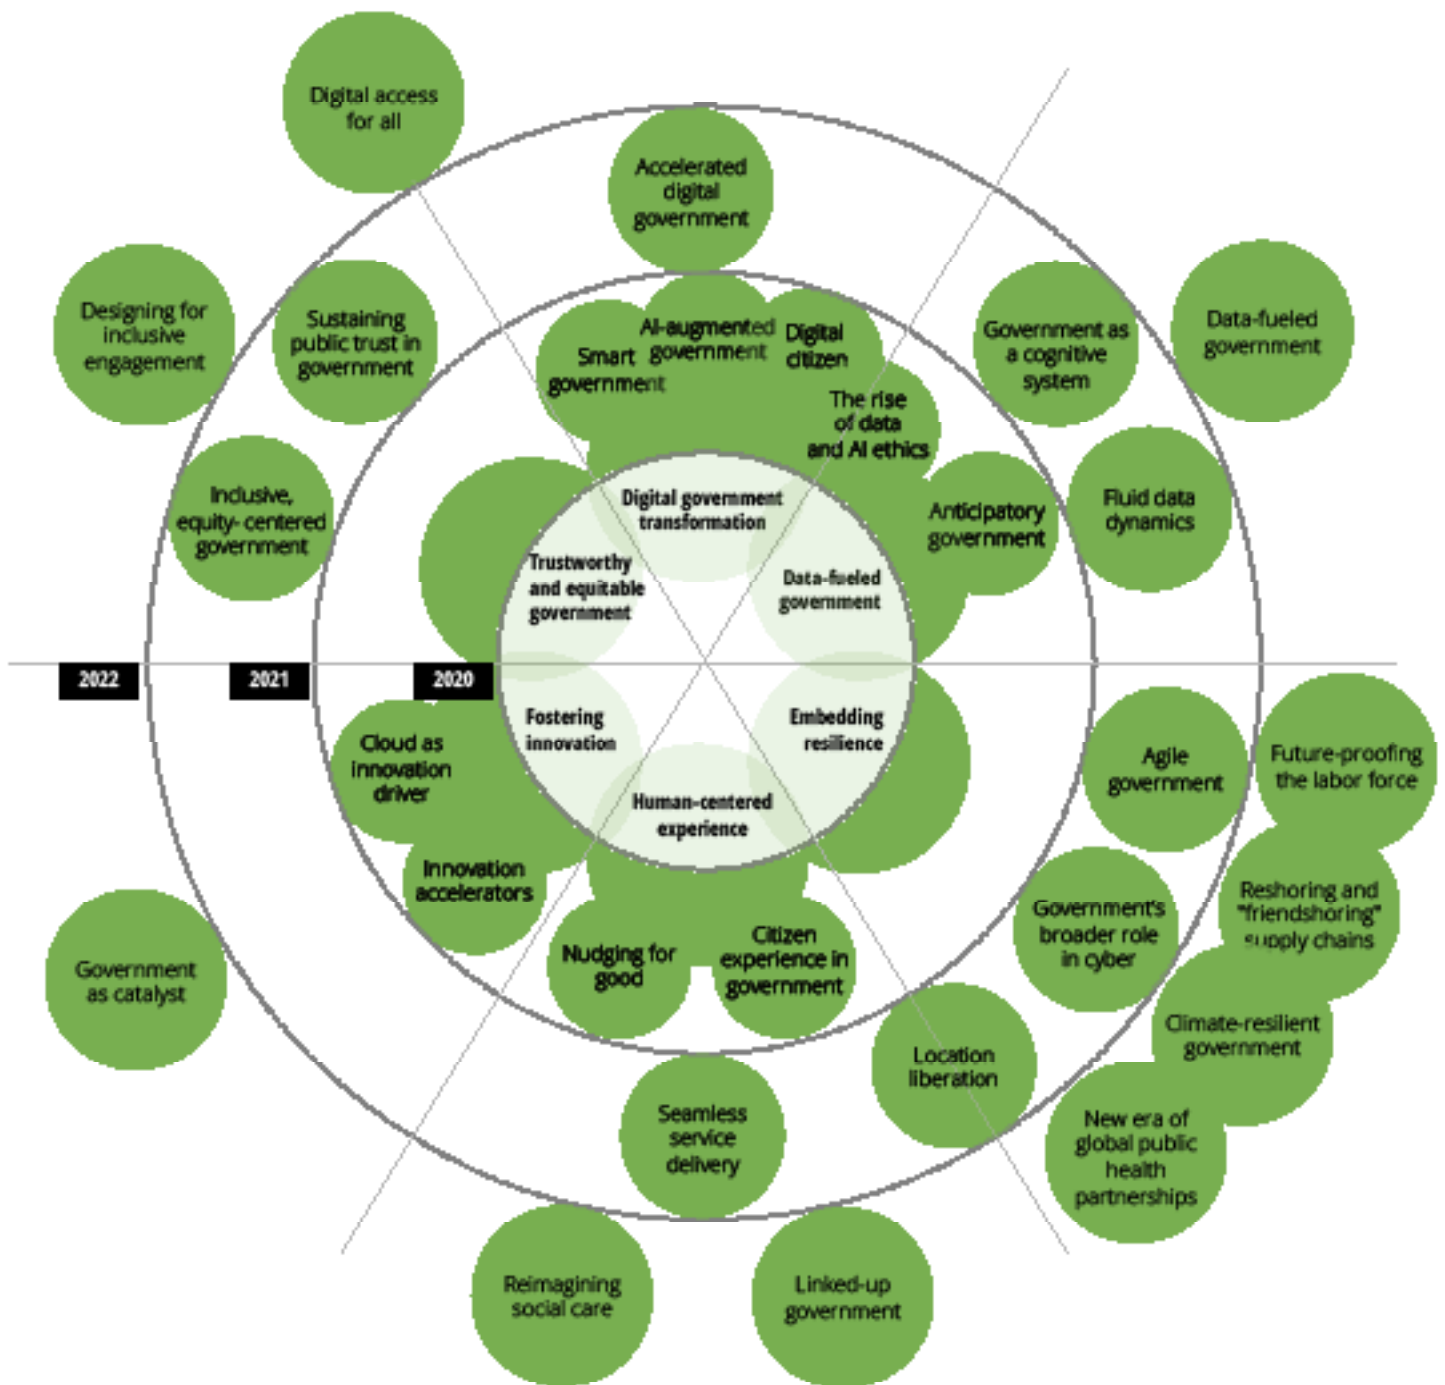 Digital access
for all
Accelerated
digital
government
Designing for
inclusive
engagement
Sustaining
public trust in
government
Smart
government
AI-augmented
government
Digital
citizen
The rise
of data
and AI ethics
Government as
a cognitive
system
Data-fueled
government
Inclusive,
equity- centered
government
Digital government
transformation
Anticipatory
government
Fluid data
dynamics
Trustworthy
and equitable
government
Data-fueled
government
2022
2021
2020
Fostering
innovation
Embedding
resilience
Human-centered
experience
Cloud as
innovation
driver
Innovation
accelerators
Agile
government
Future-proofing
the labor force
Government's
broader role
in cyber
Reshoring and
"friendshoring"
supply chains
Nudging for
good
Citizen
experience in
government
Government
as catalyst
Location
liberation
Climate-resilient
government
Seamless
service
delivery
New era of
global public
health
partnerships
Reimagining
social care
Linked-up
government